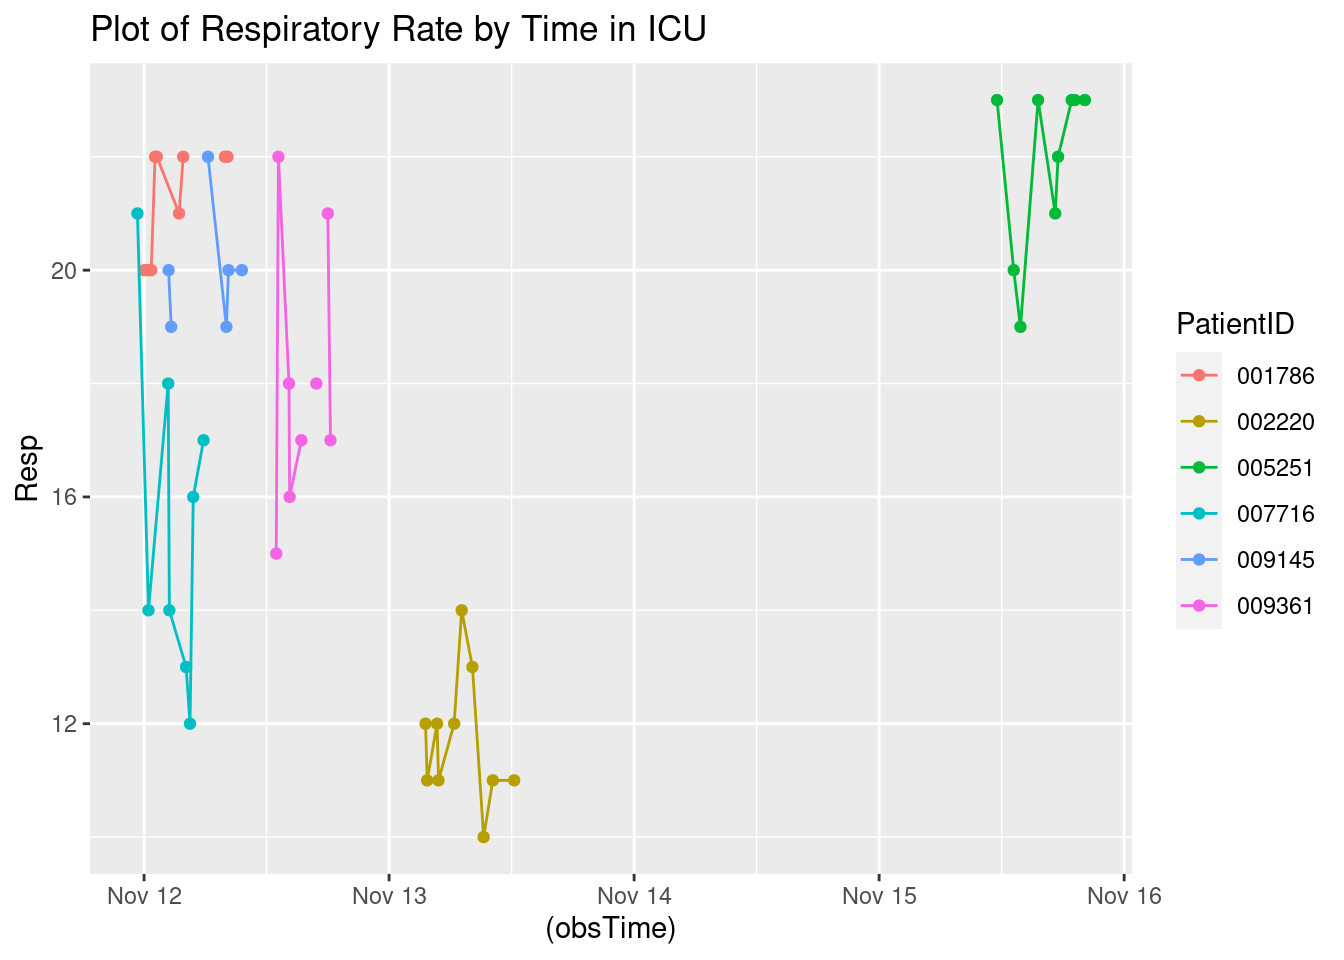 Plot of Respiratory Rate by Time in ICU
Resp
20
16
12
Nov 12
Nov 13
Nov 14
Nov 15
Nov 16
(obsTime)
PatientID
001786
002220
005251
007716
009145
009361